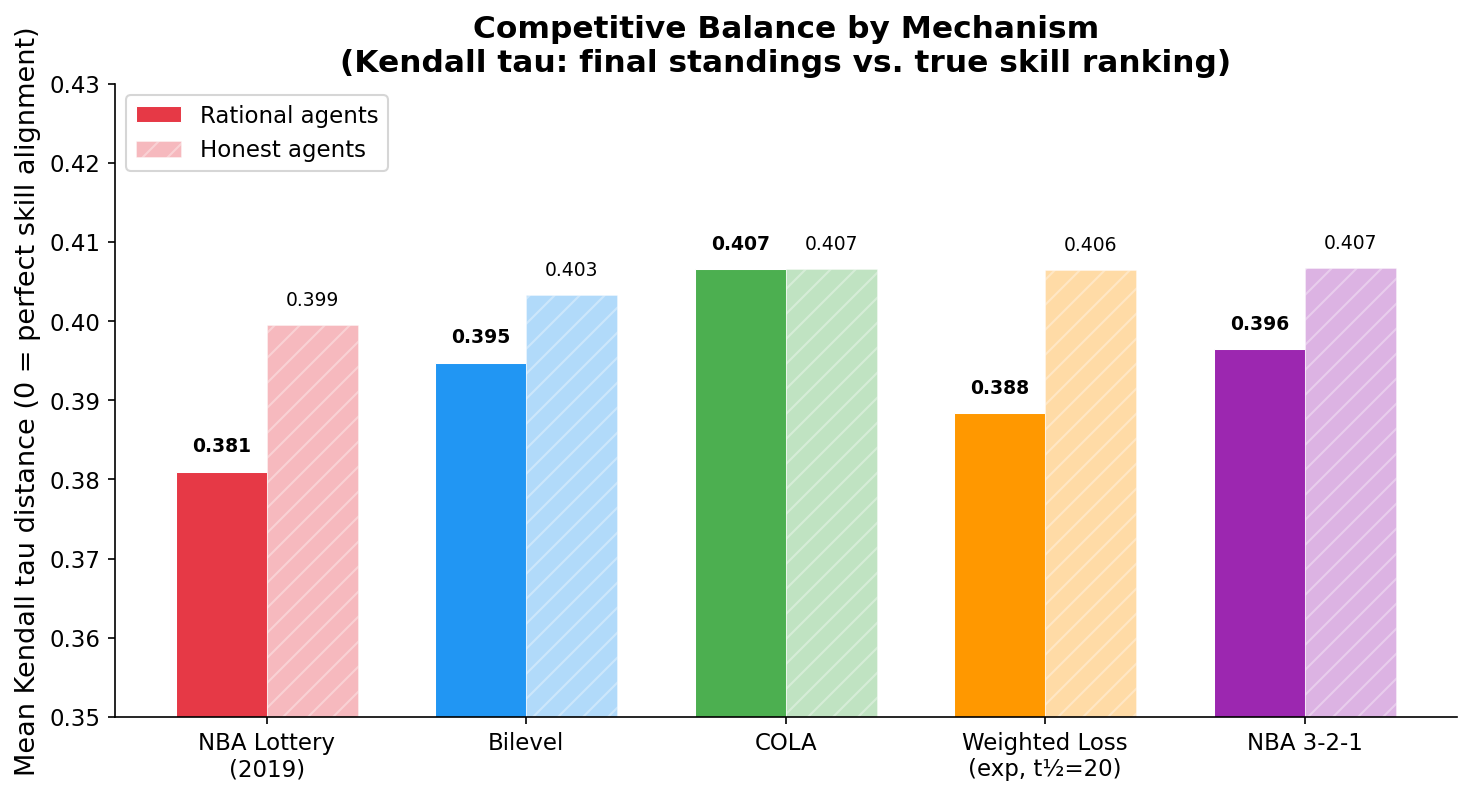 Competitive Balance by Mechanism
(Kendall tau: final standings vs. true skill ranking)
Mean Kendall tau distance (0 = perfect skill alignment)
0.43
0.42
0.41
0.40
0.39
0.38
0.37
0.36
0.35
Rational agents
Honest agents
0.381
0.399
0.395
0.403
0.407
0.407
0.388
0.406
0.396
0.407
NBA Lottery
(2019)
Bilevel
COLA
Weighted Loss
(exp, t½=20)
NBA 3-2-1